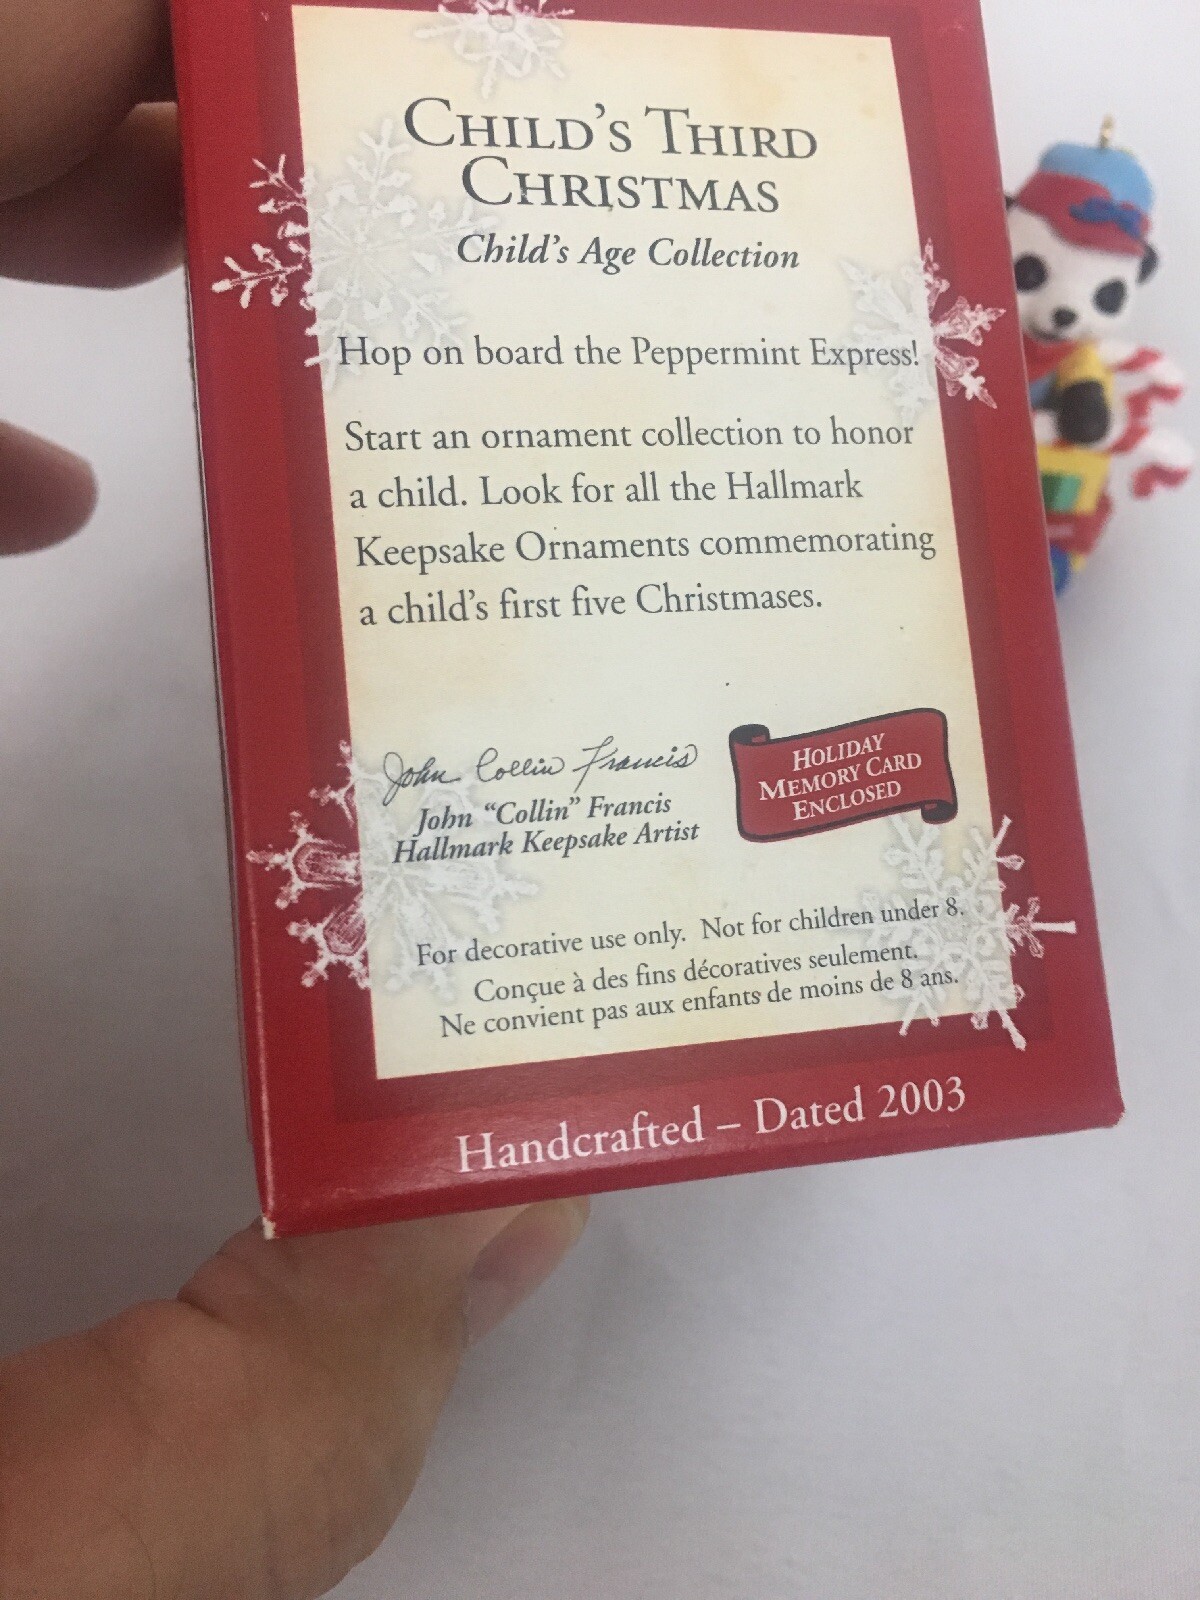 CHILD'S THIRD
CHRISTMAS
Child's Age Collection
Hop on board the Peppermint Express!
Start an ornament collection to honor
a child. Look for all the Hallmark
Keepsake Ornaments commemorating
a child's first five Christmases.
John Collin Francis
John "Collin" Francis
Hallmark Keepsake Artist
HOLIDAY
MEMORY CARD
ENCLOSED
For decorative use only. Not for children under 8.
Conçue à des fins décoratives seulement.
Ne convient pas aux enfants de moins de 8 ans.
Handcrafted – Dated 2003